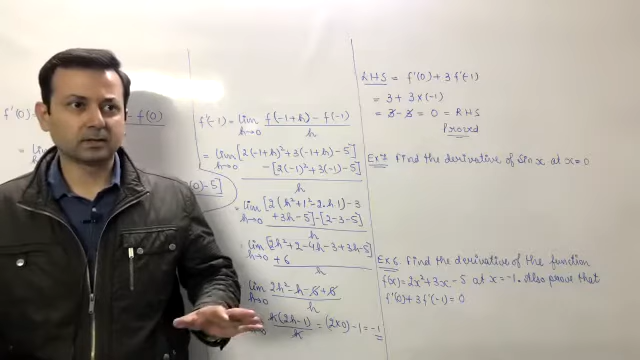 f'(0)
- f(0)
= lim
(0) - 5]
f'(-1) = lim f(-1+h) - f(-1)
h→0 h
= lim [2(-1+h)² + 3(-1+h) - 5]
h→0 - [2(-1)² + 3(-1) - 5]
h
= lim [2(h² + 1² - 2·h·1) - 3
h→0 + 3h - 5] - [2 - 3 - 5]
h
= lim [2h² + 2 - 4h - 3 + 3h - 5]
h→0 + 6
h
lim 2h² - h - 6 + 6
h→0 h
h(2h-1)
h→0 h = (2×0) - 1 = -1
LHS = f'(0) + 3f'(-1)
= 3 + 3×(-1)
= 3 - 3 = 0 = RHS
Proved
Ex 7 Find the derivative of Sin x at x = 0
Ex 6. Find the derivative of the function
f(x) = 2x² + 3x - 5 at x = -1. Also prove that
f'(0) + 3f'(-1) = 0